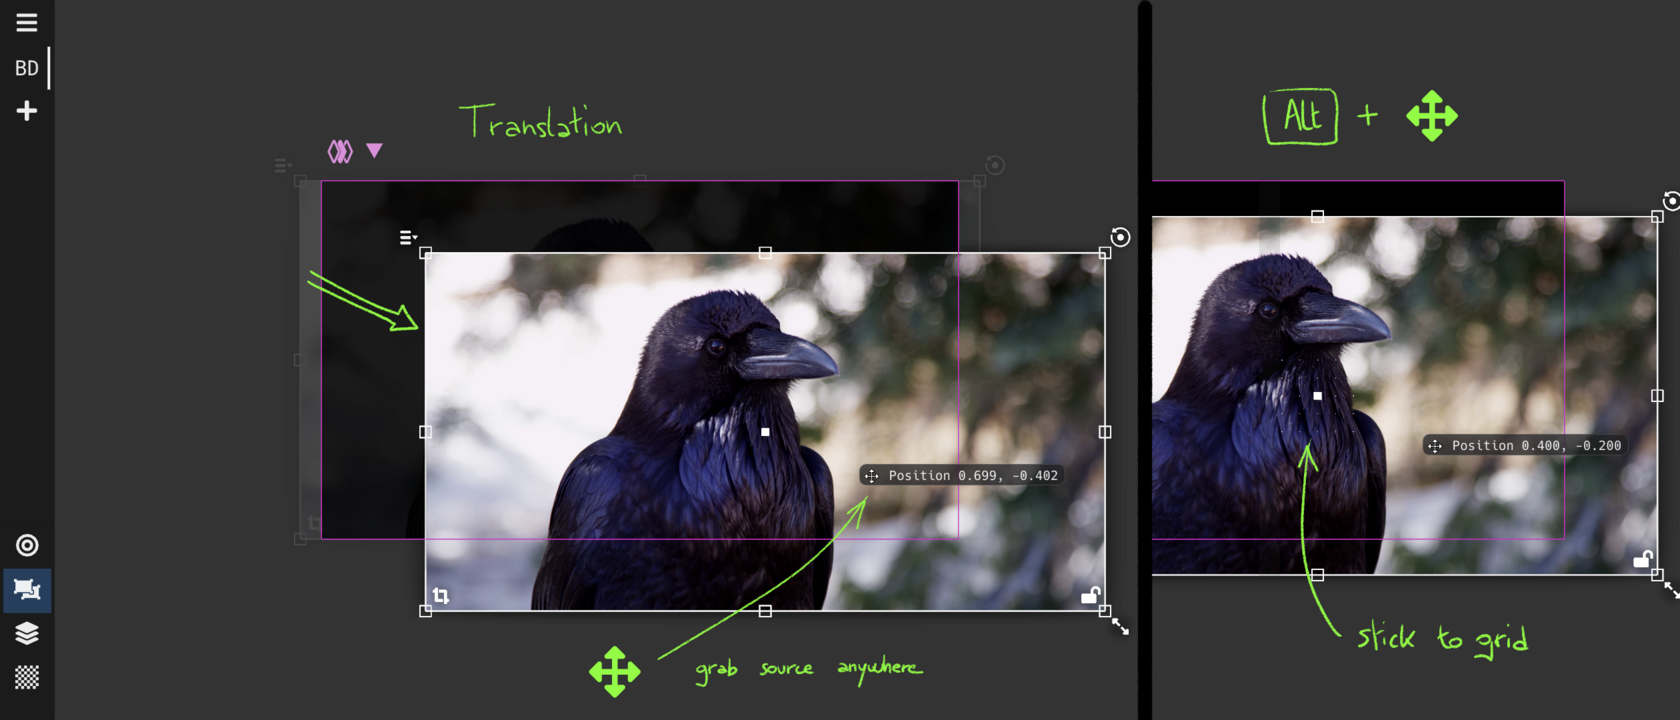 BD
Translation
Alt +
Position 0.699, -0.402
Position 0.400, -0.200
grab source anywhere
stick to grid